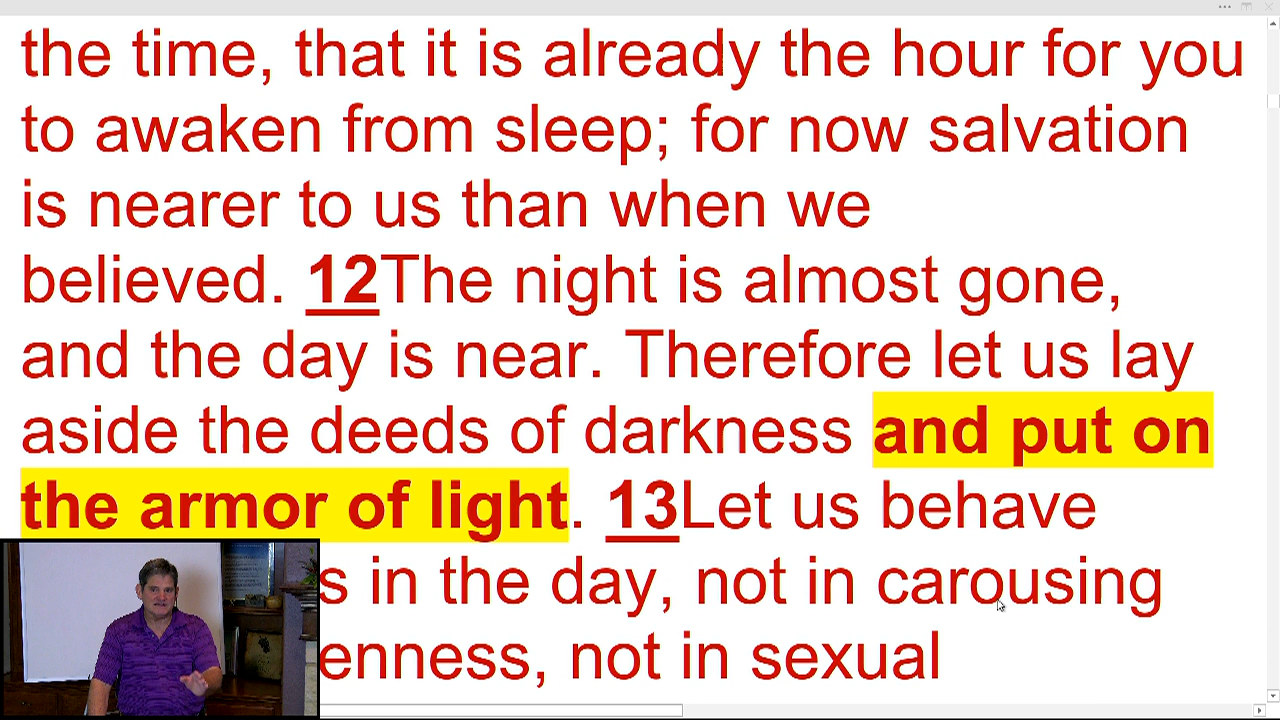 the time, that it is already the hour for you
to awaken from sleep; for now salvation
is nearer to us than when we
believed. 12The night is almost gone,
and the day is near. Therefore let us lay
aside the deeds of darkness and put on
the armor of light. 13Let us behave
s in the day, not in carousing
enness, not in sexual